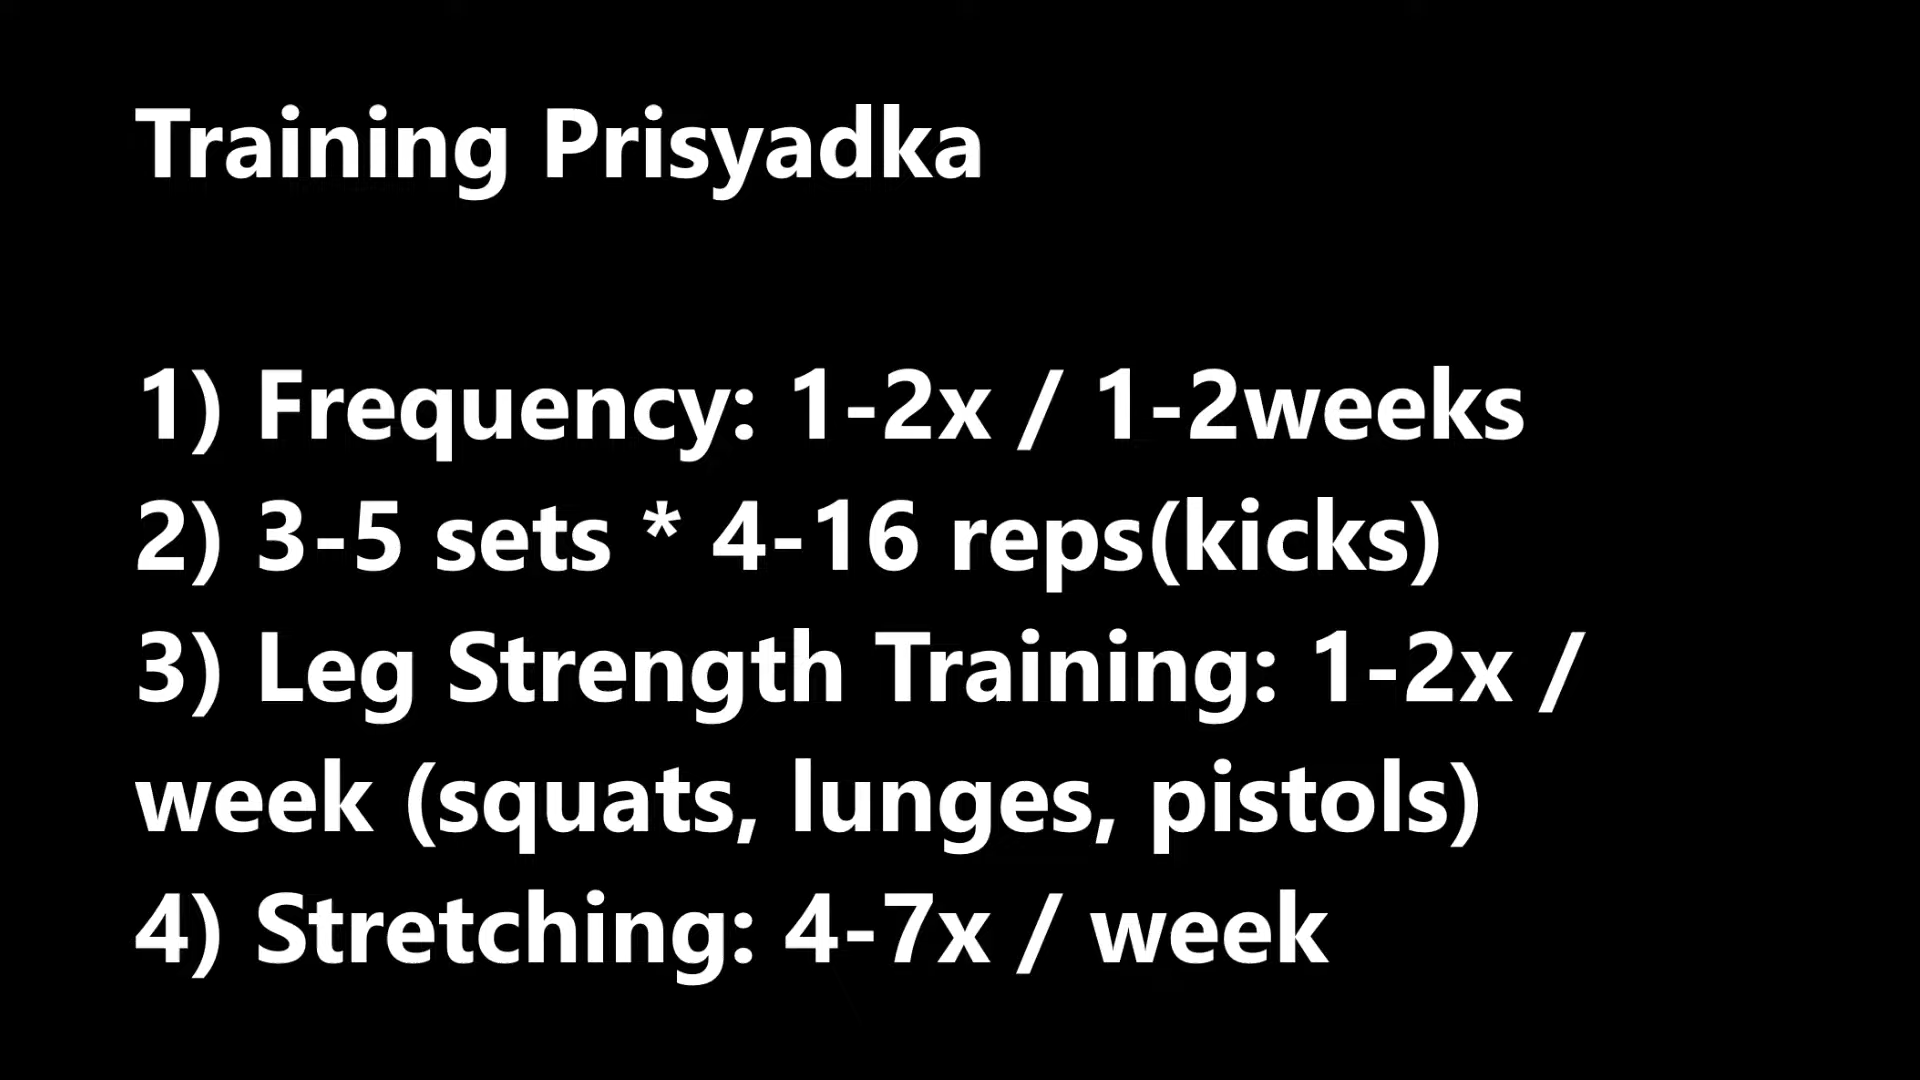 Training Prisyadka
1) Frequency: 1-2x / 1-2weeks
2) 3-5 sets * 4-16 reps(kicks)
3) Leg Strength Training: 1-2x /
week (squats, lunges, pistols)
4) Stretching: 4-7x / week